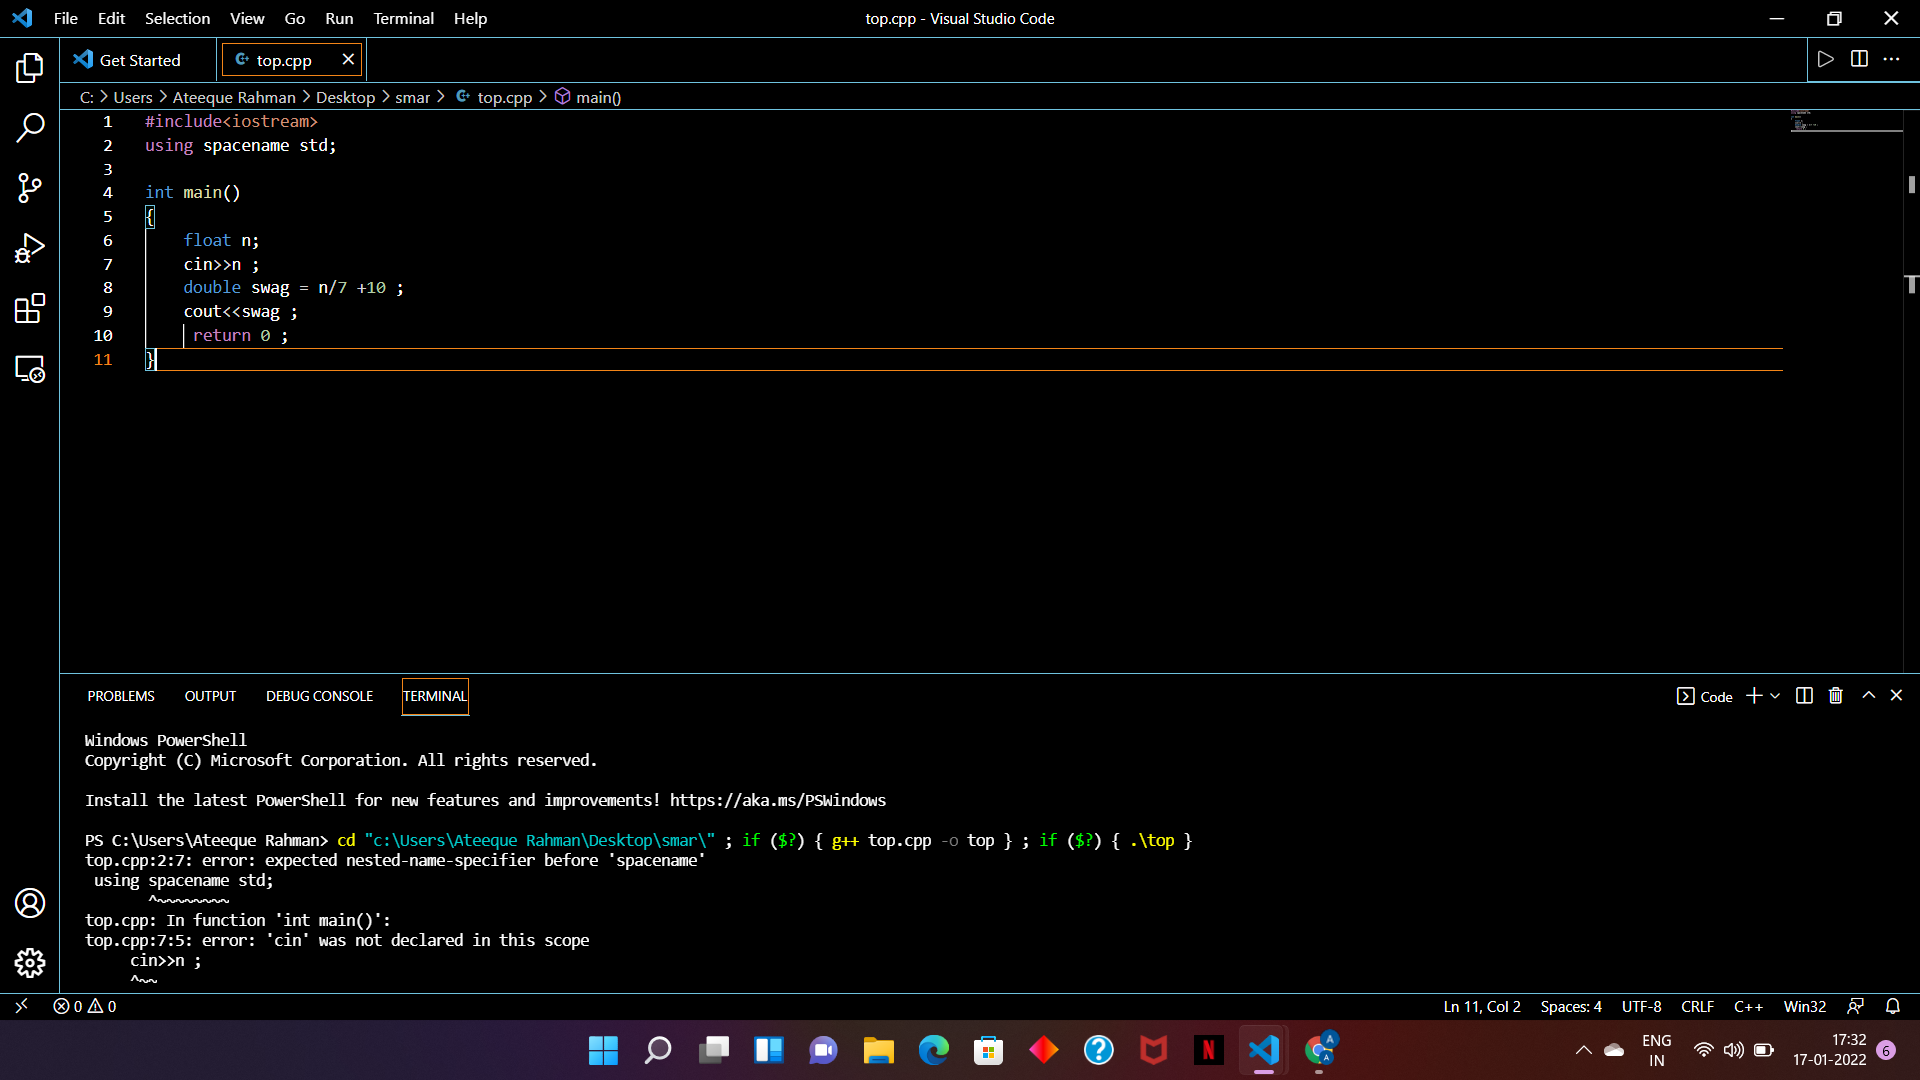 File Edit Selection View Go Run Terminal Help
top.cpp - Visual Studio Code
Get Started
top.cpp
C: > Users > Ateeque Rahman > Desktop > smar > top.cpp > main()
1 #include<iostream>
2 using spacename std;
3
4 int main()
5 {
6 float n;
7 cin>>n ;
8 double swag = n/7 +10 ;
9 cout<<swag ;
10 return 0 ;
11 }
PROBLEMS OUTPUT DEBUG CONSOLE TERMINAL
Code
Windows PowerShell
Copyright (C) Microsoft Corporation. All rights reserved.
Install the latest PowerShell for new features and improvements! https://aka.ms/PSWindows
PS C:\Users\Ateeque Rahman> cd "c:\Users\Ateeque Rahman\Desktop\smar\" ; if ($?) { g++ top.cpp -o top } ; if ($?) { .\top }
top.cpp:2:7: error: expected nested-name-specifier before 'spacename'
using spacename std;
^~~~~~~~~
top.cpp: In function 'int main()':
top.cpp:7:5: error: 'cin' was not declared in this scope
cin>>n ;
^~~
0 0
Ln 11, Col 2 Spaces: 4 UTF-8 CRLF C++ Win32
N
A
A
ENG
IN
17:32
17-01-2022
6